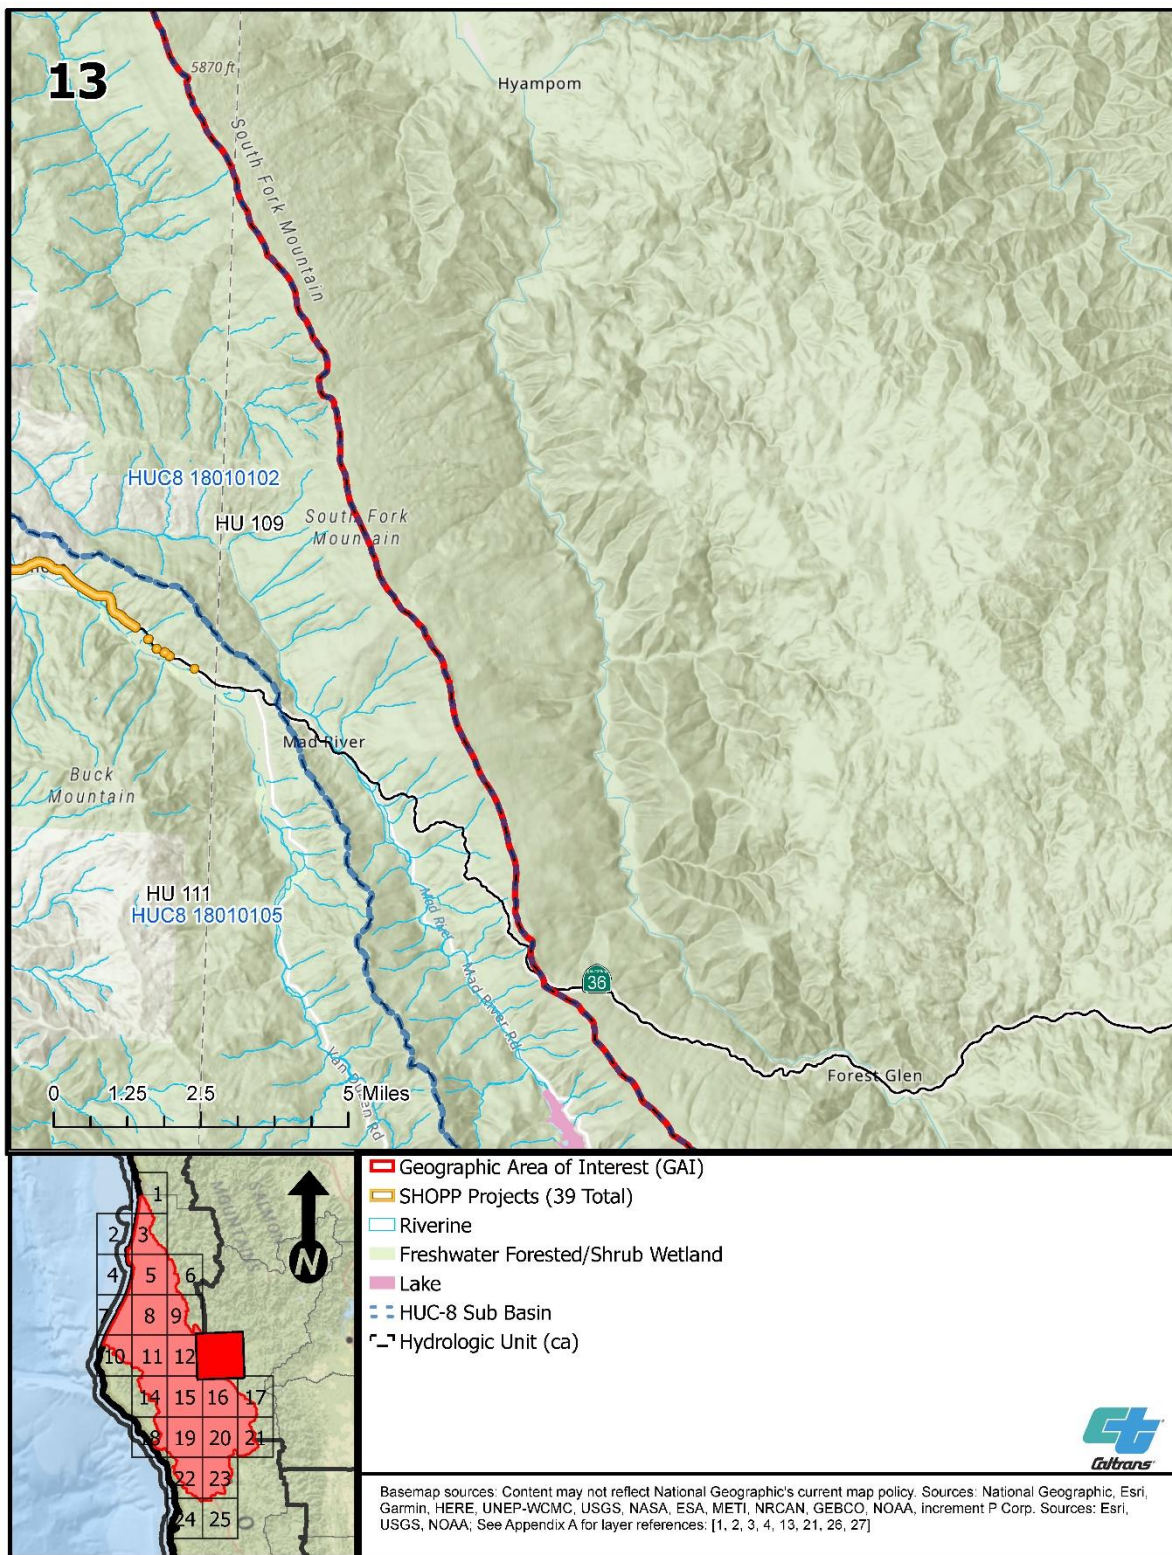 13
5870 ft
Hyampom
South Fork Mountain
HUC8 18010102
HU 109
South Fork
Mountain
Mad River
Buck
Mountain
HU 111
HUC8 18010105
Mad River
Mad River Rd
36
Forest Glen
Van Duzen Rd
0 1.25 2.5 5 Miles
1
2 3
4 5 6
7 8 9
10 11 12
14 15 16 17
18 19 20 21
22 23
24 25
SALMON
MOUNTAIN
N
Geographic Area of Interest (GAI)
SHOPP Projects (39 Total)
Riverine
Freshwater Forested/Shrub Wetland
Lake
HUC-8 Sub Basin
Hydrologic Unit (ca)
Caltrans
Basemap sources: Content may not reflect National Geographic's current map policy. Sources: National Geographic, Esri,
Garmin, HERE, UNEP-WCMC, USGS, NASA, ESA, METI, NRCAN, GEBCO, NOAA, increment P Corp. Sources: Esri,
USGS, NOAA; See Appendix A for layer references: [1, 2, 3, 4, 13, 21, 26, 27]